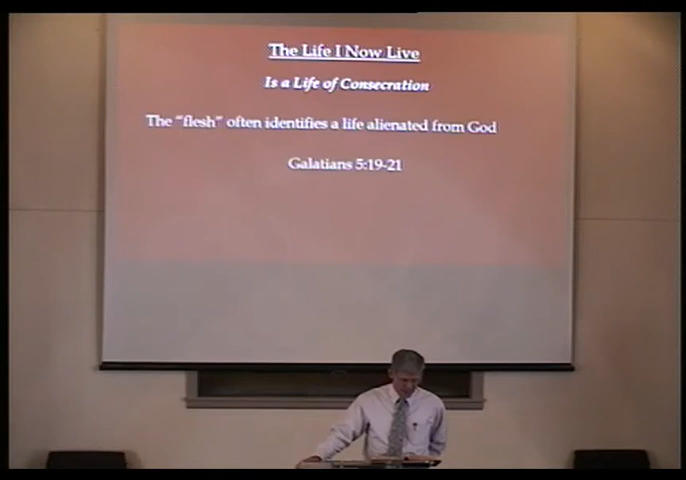 The Life I Now Live
Is a Life of Consecration
The "flesh" often identifies a life alienated from God
Galatians 5:19-21